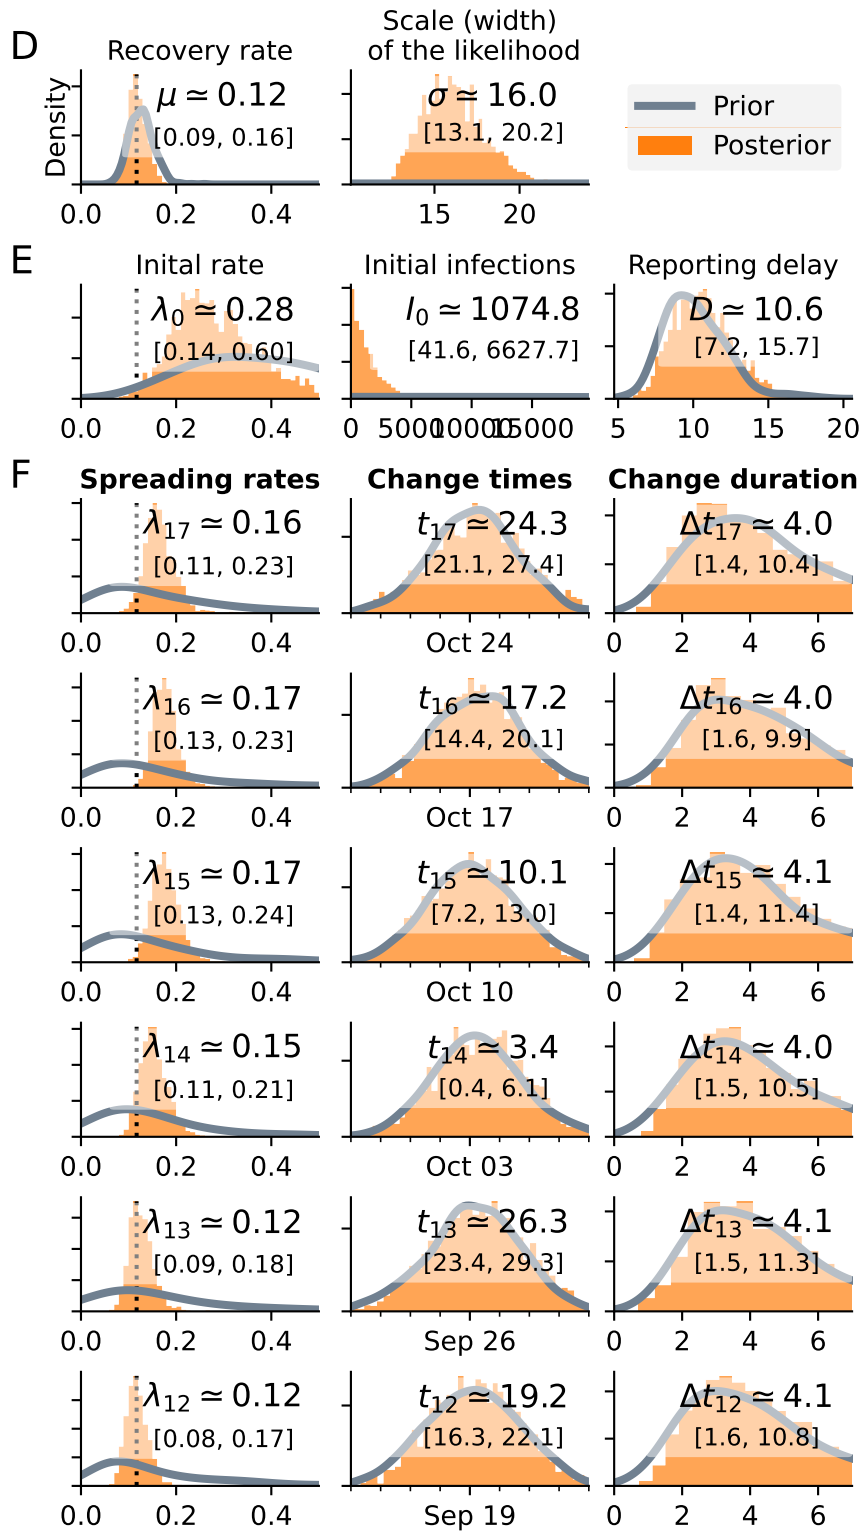 D
Recovery rate
Scale (width)
of the likelihood
Density
μ ≃ 0.12
[0.09, 0.16]
0.0 0.2 0.4
σ ≃ 16.0
[13.1, 20.2]
15 20
Prior
Posterior
E
Inital rate
λ0 ≃ 0.28
[0.14, 0.60]
0.0 0.2 0.4
Initial infections
I0 ≃ 1074.8
[41.6, 6627.7]
0 5000 10000 15000
Reporting delay
D ≃ 10.6
[7.2, 15.7]
5 10 15 20
F
Spreading rates
Change times
Change duration
λ17 ≃ 0.16
[0.11, 0.23]
0.0 0.2 0.4
t17 ≃ 24.3
[21.1, 27.4]
Oct 24
Δt17 ≃ 4.0
[1.4, 10.4]
0 2 4 6
λ16 ≃ 0.17
[0.13, 0.23]
0.0 0.2 0.4
t16 ≃ 17.2
[14.4, 20.1]
Oct 17
Δt16 ≃ 4.0
[1.6, 9.9]
0 2 4 6
λ15 ≃ 0.17
[0.13, 0.24]
0.0 0.2 0.4
t15 ≃ 10.1
[7.2, 13.0]
Oct 10
Δt15 ≃ 4.1
[1.4, 11.4]
0 2 4 6
λ14 ≃ 0.15
[0.11, 0.21]
0.0 0.2 0.4
t14 ≃ 3.4
[0.4, 6.1]
Oct 03
Δt14 ≃ 4.0
[1.5, 10.5]
0 2 4 6
λ13 ≃ 0.12
[0.09, 0.18]
0.0 0.2 0.4
t13 ≃ 26.3
[23.4, 29.3]
Sep 26
Δt13 ≃ 4.1
[1.5, 11.3]
0 2 4 6
λ12 ≃ 0.12
[0.08, 0.17]
0.0 0.2 0.4
t12 ≃ 19.2
[16.3, 22.1]
Sep 19
Δt12 ≃ 4.1
[1.6, 10.8]
0 2 4 6